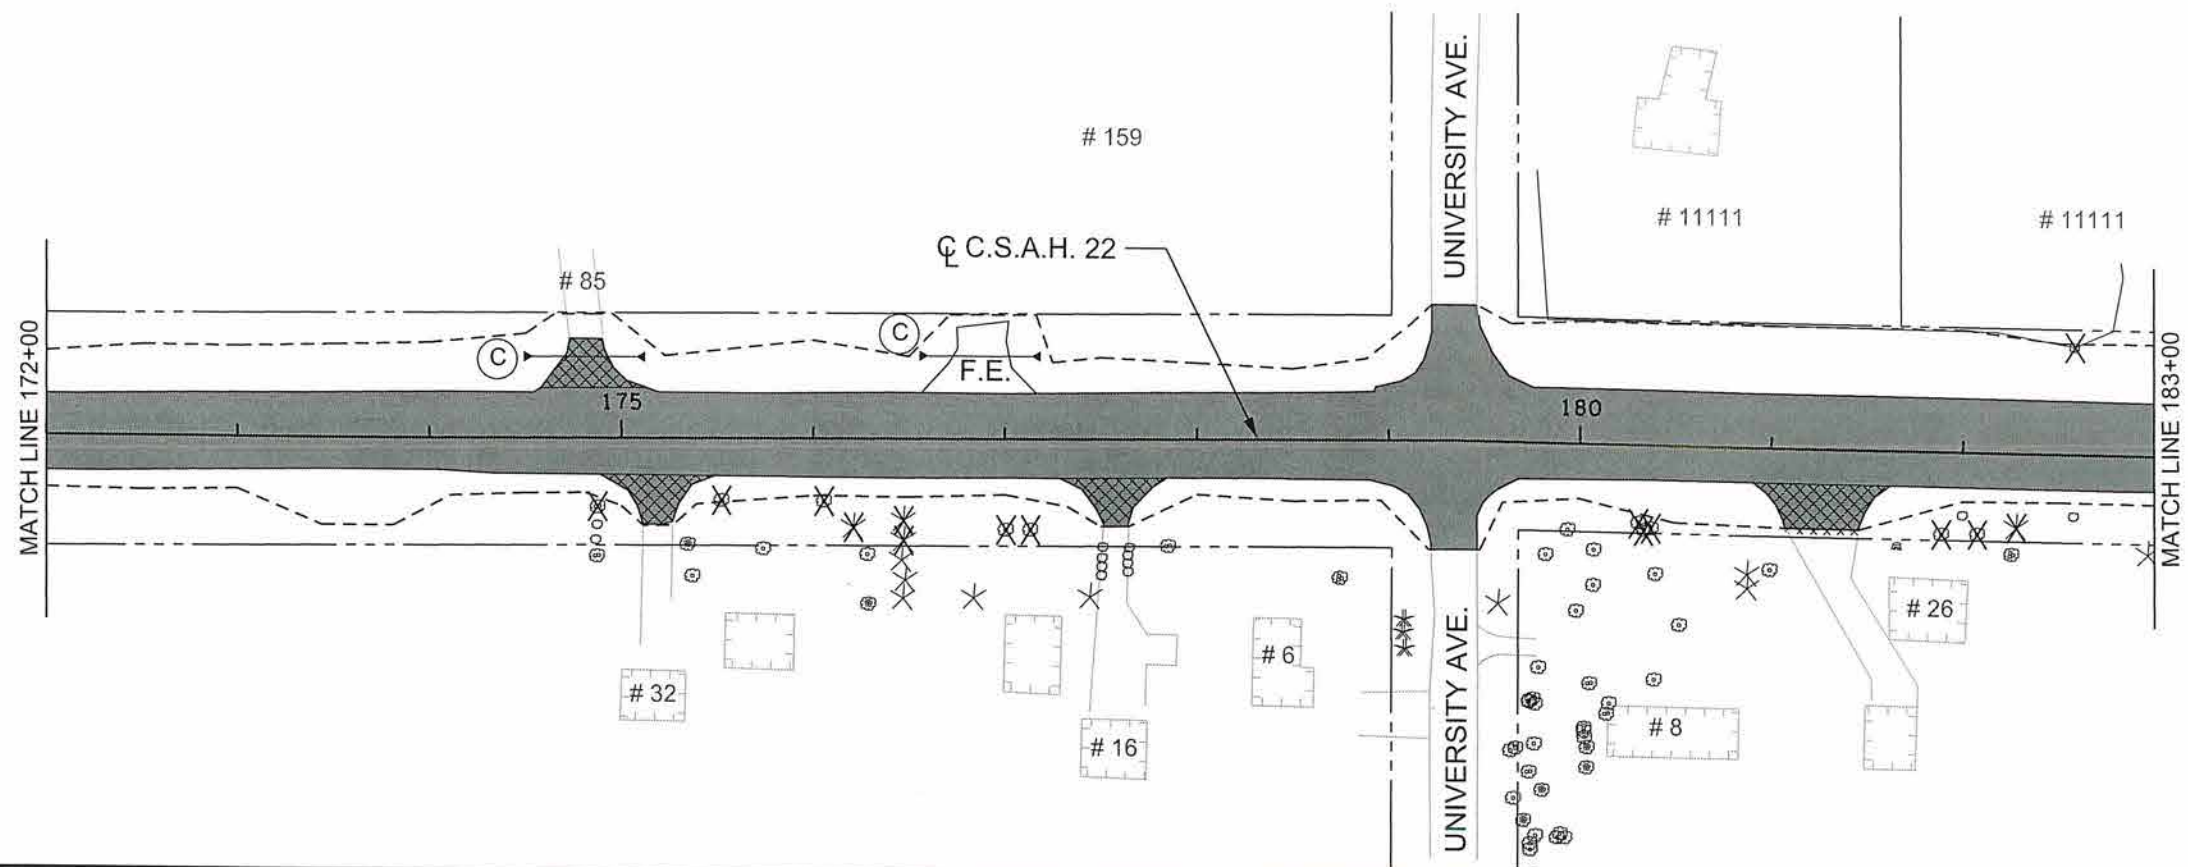 UNIVERSITY AVE.
# 159
# 11111
# 11111
℄ C.S.A.H. 22
# 85
MATCH LINE 172+00
C
C
F.E.
175
180
MATCH LINE 183+00
# 26
# 6
# 32
# 16
# 8
UNIVERSITY AVE.